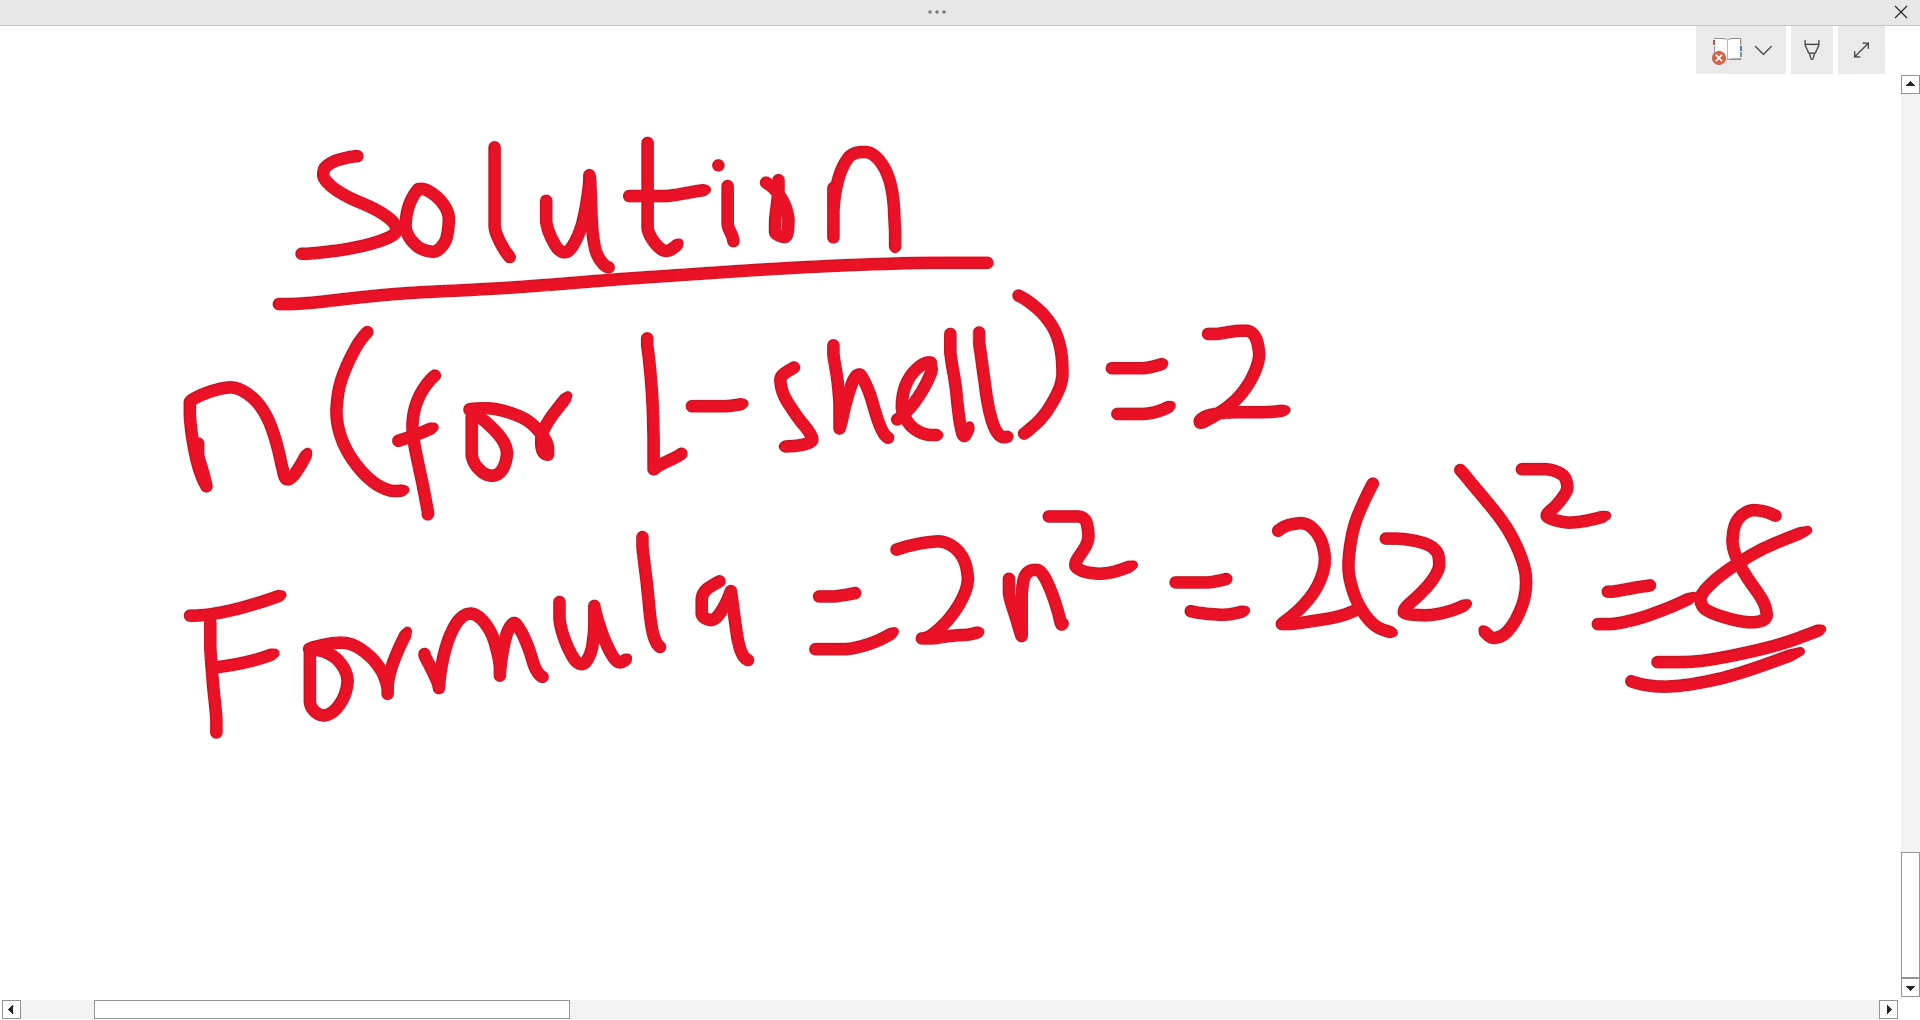 Solution
n(for L-shell) = 2
Formula = 2n² = 2(2)² = 8